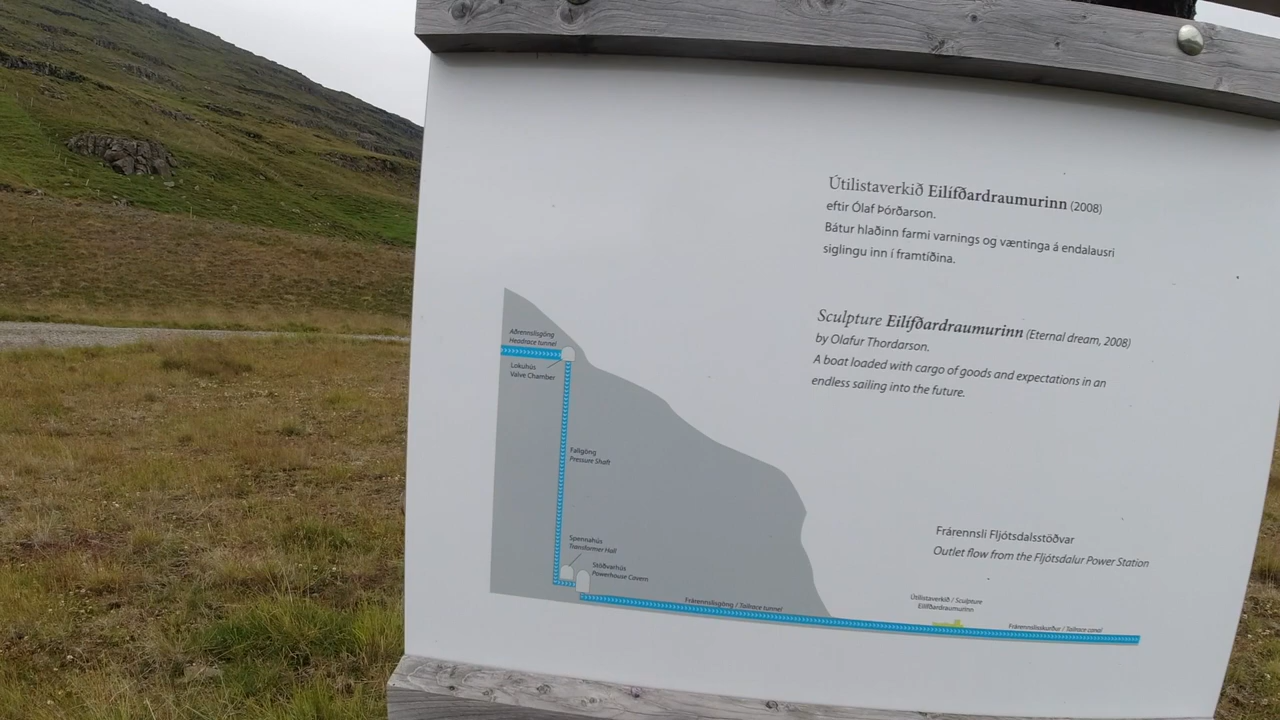 Útilistaverkið Eilífðardraumurinn (2008)
eftir Ólaf Þórðarson.
Bátur hlaðinn farmi varnings og væntinga á endalausri
siglingu inn í framtíðina.
Sculpture Eilífðardraumurinn (Eternal dream, 2008)
by Olafur Thordarson.
A boat loaded with cargo of goods and expectations in an
endless sailing into the future.
Aðrennslisgöng
Headrace tunnel
Lokuhús
Valve Chamber
Fallgöng
Pressure Shaft
Spennahús
Transformer Hall
Stöðvarhús
Powerhouse Cavern
Frárennslisgöng / Tailrace tunnel
Frárennsli Fljótsdalsstöðvar
Outlet flow from the Fljótsdalur Power Station
Útilistaverkið / Sculpture
Eilífðardraumurinn
Frárennslisskurður / Tailrace canal